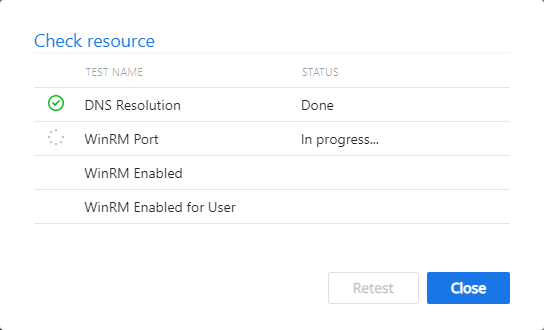 Check resource
TEST NAME STATUS
DNS Resolution Done
WinRM Port In progress...
WinRM Enabled
WinRM Enabled for User
Retest Close